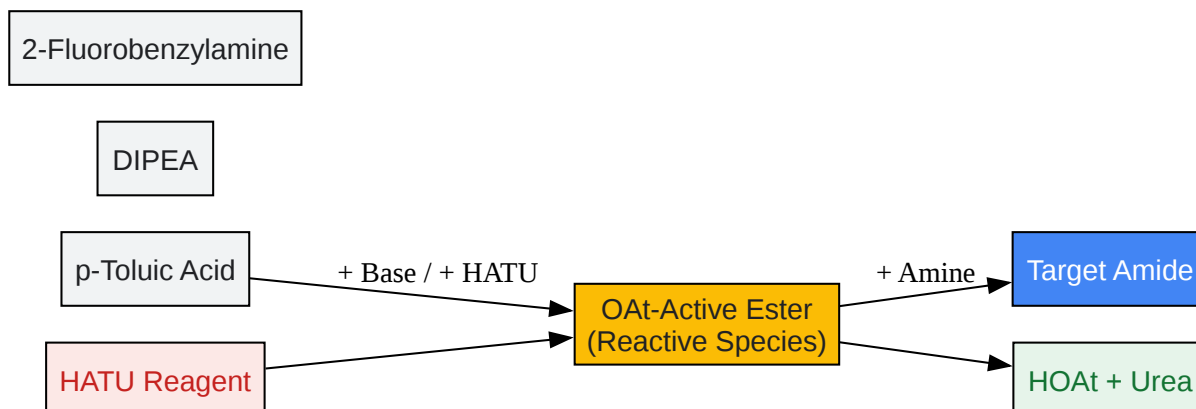 2-Fluorobenzylamine
DIPEA
p-Toluic Acid
+ Base / + HATU
+ Amine
Target Amide
OAt-Active Ester
(Reactive Species)
HATU Reagent
HOAt + Urea